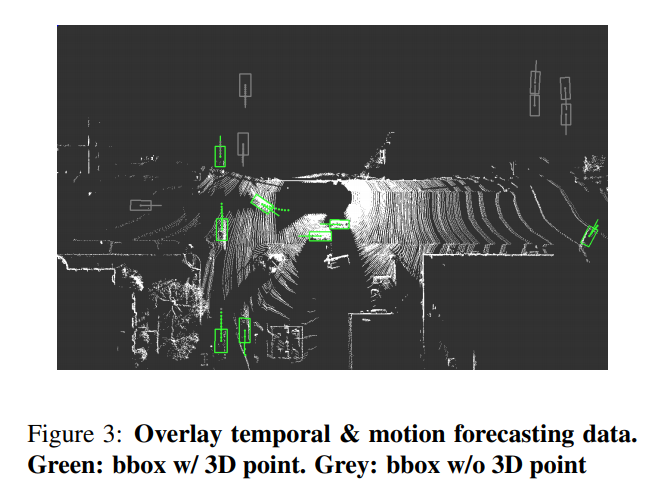 Figure 3: Overlay temporal & motion forecasting data.
Green: bbox w/ 3D point. Grey: bbox w/o 3D point